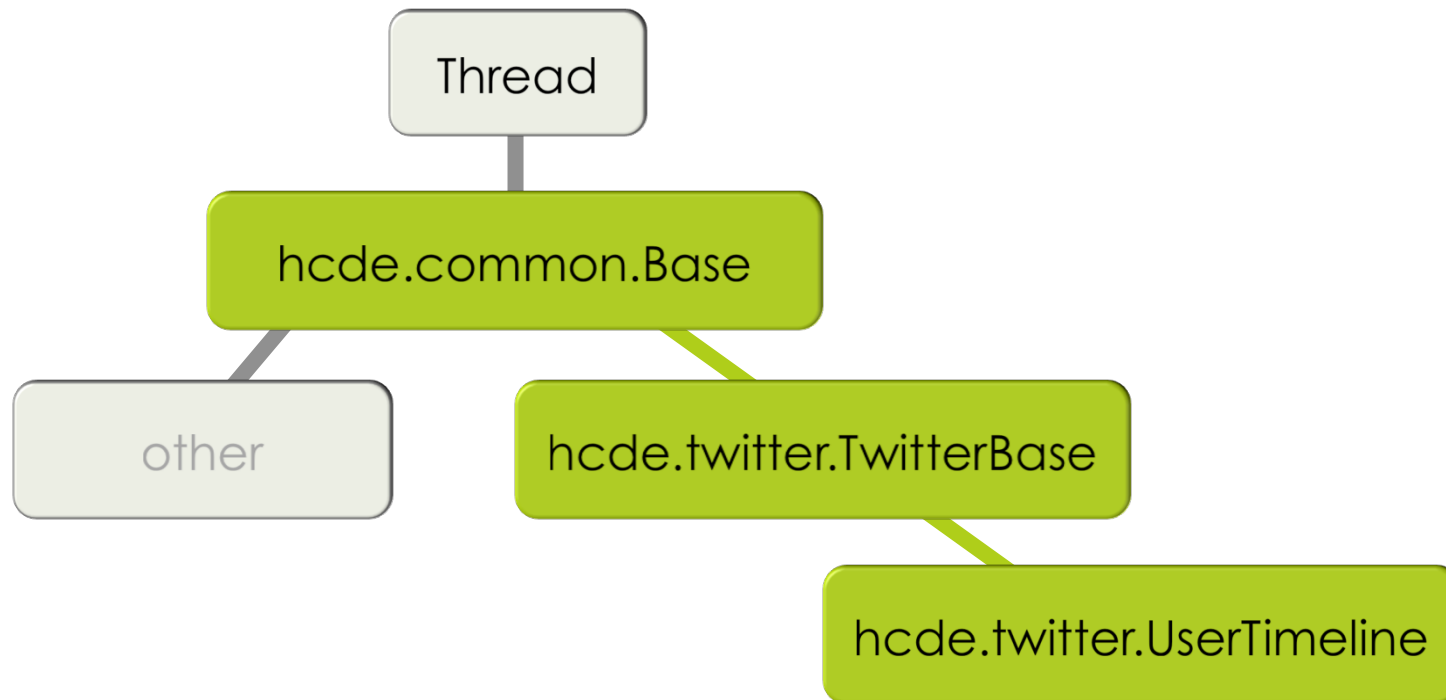 Thread
hcde.common.Base
other
hcde.twitter.TwitterBase
hcde.twitter.UserTimeline